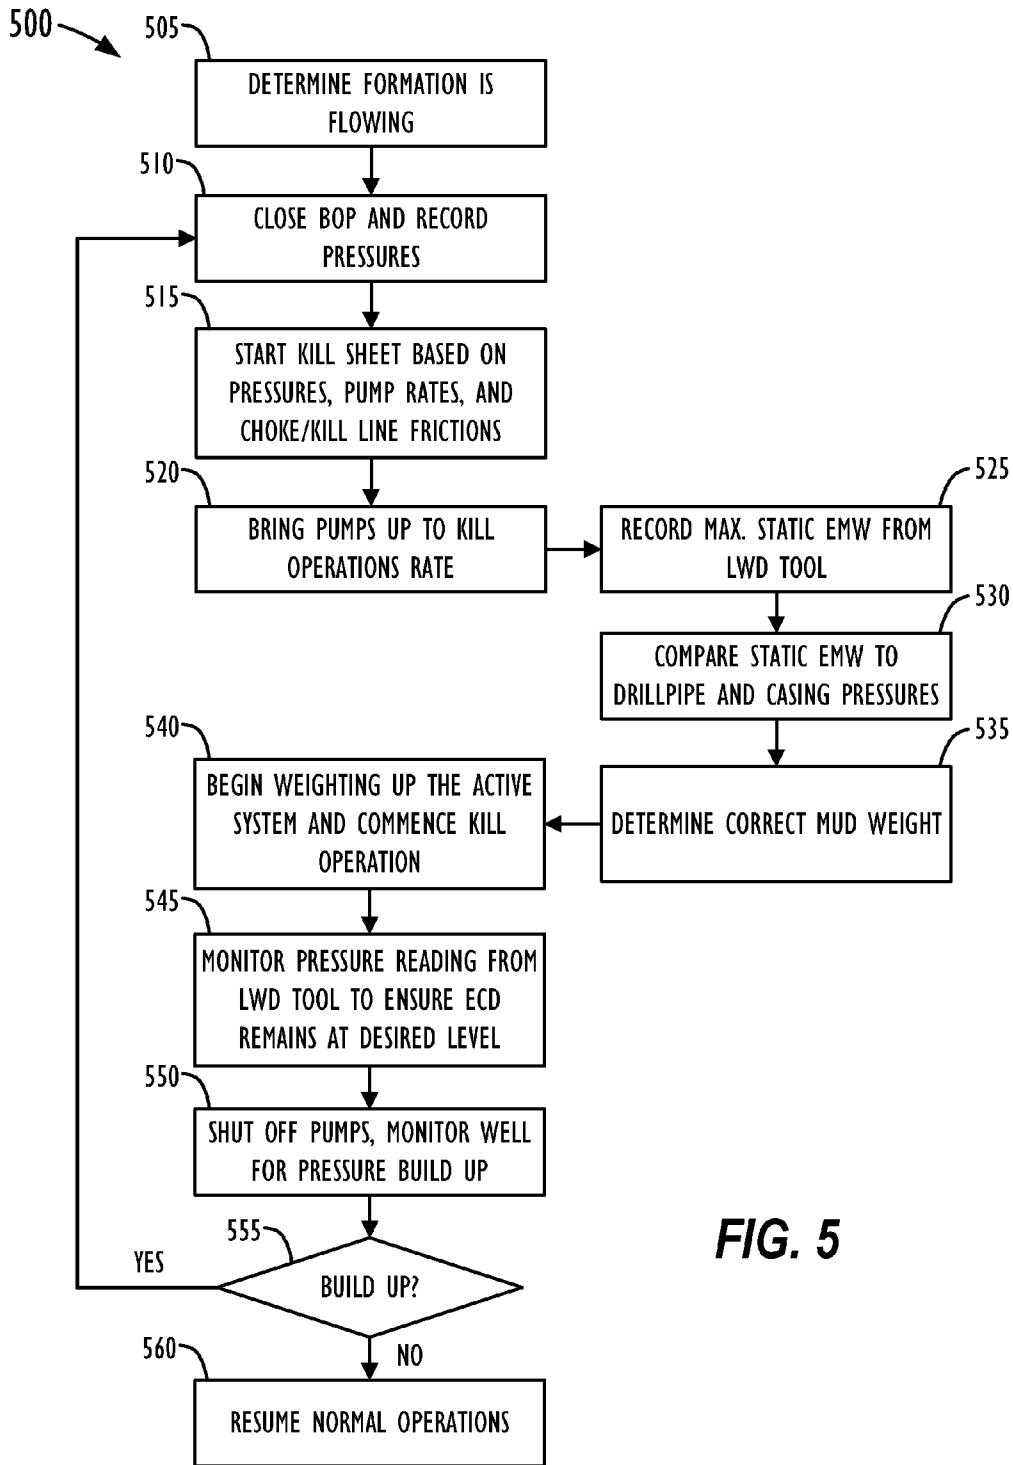 500
505
DETERMINE FORMATION IS
FLOWING
510
CLOSE BOP AND RECORD
PRESSURES
515
START KILL SHEET BASED ON
PRESSURES, PUMP RATES, AND
CHOKE/KILL LINE FRICTIONS
520
BRING PUMPS UP TO KILL
OPERATIONS RATE
525
RECORD MAX. STATIC EMW FROM
LWD TOOL
530
COMPARE STATIC EMW TO
DRILLPIPE AND CASING PRESSURES
535
DETERMINE CORRECT MUD WEIGHT
540
BEGIN WEIGHTING UP THE ACTIVE
SYSTEM AND COMMENCE KILL
OPERATION
545
MONITOR PRESSURE READING FROM
LWD TOOL TO ENSURE ECD
REMAINS AT DESIRED LEVEL
550
SHUT OFF PUMPS, MONITOR WELL
FOR PRESSURE BUILD UP
555
YES
BUILD UP?
NO
560
RESUME NORMAL OPERATIONS
FIG. 5